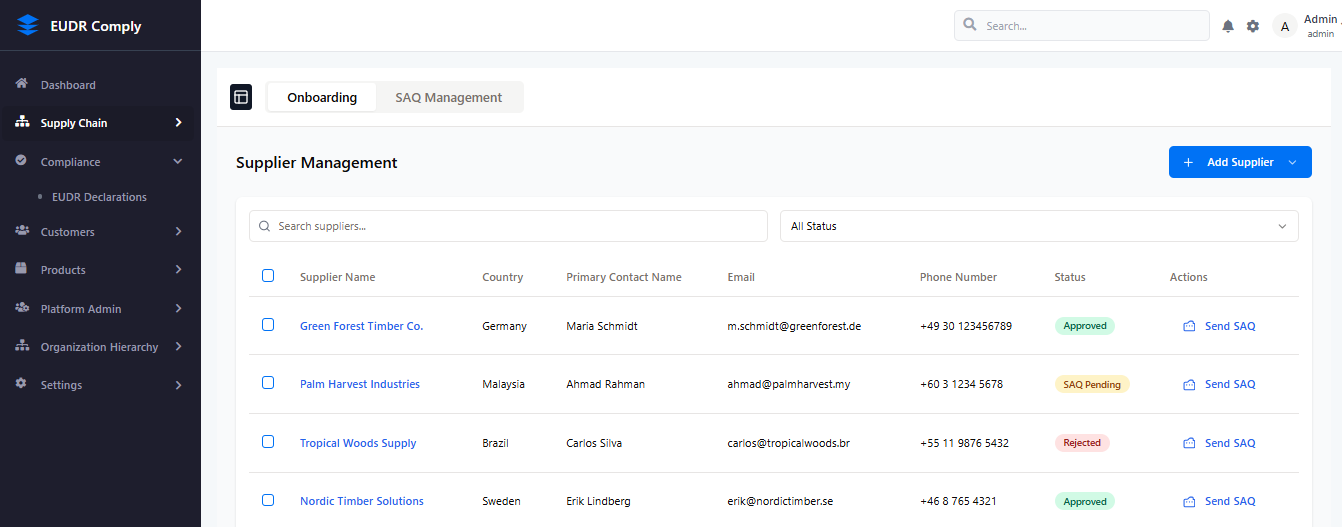 EUDR Comply
Search...
A
Admin
admin
Dashboard
Supply Chain
Compliance
EUDR Declarations
Customers
Products
Platform Admin
Organization Hierarchy
Settings
Onboarding SAQ Management
Supplier Management
+ Add Supplier
Search suppliers...
All Status
Supplier Name Country Primary Contact Name Email Phone Number Status Actions
Green Forest Timber Co. Germany Maria Schmidt m.schmidt@greenforest.de +49 30 123456789 Approved Send SAQ
Palm Harvest Industries Malaysia Ahmad Rahman ahmad@palmharvest.my +60 3 1234 5678 SAQ Pending Send SAQ
Tropical Woods Supply Brazil Carlos Silva carlos@tropicalwoods.br +55 11 9876 5432 Rejected Send SAQ
Nordic Timber Solutions Sweden Erik Lindberg erik@nordictimber.se +46 8 765 4321 Approved Send SAQ